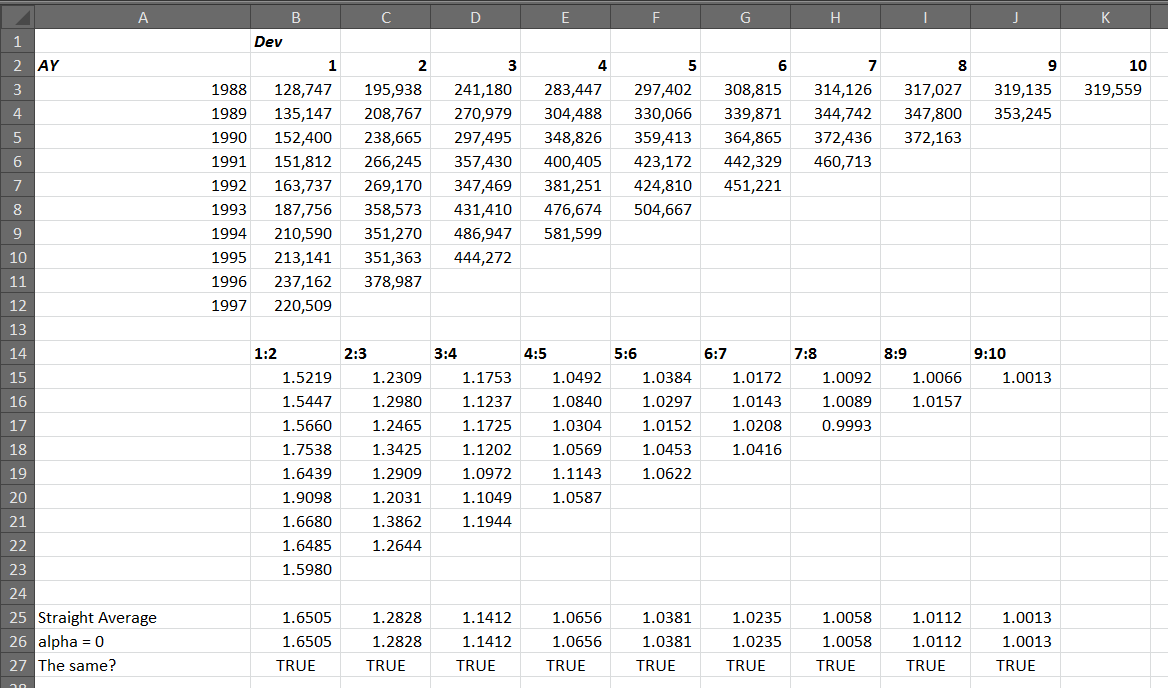 A B C D E F G H I J K
1 Dev
2 AY 1 2 3 4 5 6 7 8 9 10
3 1988 128,747 195,938 241,180 283,447 297,402 308,815 314,126 317,027 319,135 319,559
4 1989 135,147 208,767 270,979 304,488 330,066 339,871 344,742 347,800 353,245
5 1990 152,400 238,665 297,495 348,826 359,413 364,865 372,436 372,163
6 1991 151,812 266,245 357,430 400,405 423,172 442,329 460,713
7 1992 163,737 269,170 347,469 381,251 424,810 451,221
8 1993 187,756 358,573 431,410 476,674 504,667
9 1994 210,590 351,270 486,947 581,599
10 1995 213,141 351,363 444,272
11 1996 237,162 378,987
12 1997 220,509
13
14 1:2 2:3 3:4 4:5 5:6 6:7 7:8 8:9 9:10
15 1.5219 1.2309 1.1753 1.0492 1.0384 1.0172 1.0092 1.0066 1.0013
16 1.5447 1.2980 1.1237 1.0840 1.0297 1.0143 1.0089 1.0157
17 1.5660 1.2465 1.1725 1.0304 1.0152 1.0208 0.9993
18 1.7538 1.3425 1.1202 1.0569 1.0453 1.0416
19 1.6439 1.2909 1.0972 1.1143 1.0622
20 1.9098 1.2031 1.1049 1.0587
21 1.6680 1.3862 1.1944
22 1.6485 1.2644
23 1.5980
24
25 Straight Average 1.6505 1.2828 1.1412 1.0656 1.0381 1.0235 1.0058 1.0112 1.0013
26 alpha = 0 1.6505 1.2828 1.1412 1.0656 1.0381 1.0235 1.0058 1.0112 1.0013
27 The same? TRUE TRUE TRUE TRUE TRUE TRUE TRUE TRUE TRUE